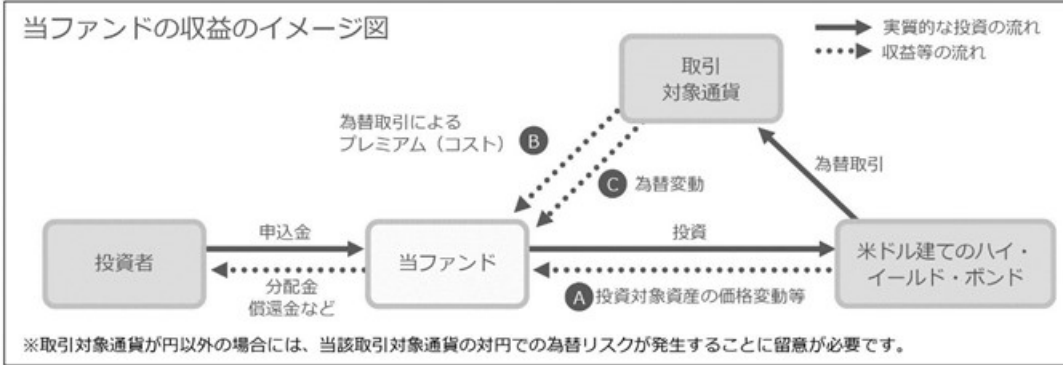 当ファンドの収益のイメージ図
実質的な投資の流れ
収益等の流れ
取引
対象通貨
為替取引による
プレミアム（コスト）
B
C
為替変動
為替取引
投資者
申込金
分配金
償還金など
当ファンド
投資
A
投資対象資産の価格変動等
米ドル建てのハイ・
イールド・ボンド
※取引対象通貨が円以外の場合には、当該取引対象通貨の対円での為替リスクが発生することに留意が必要です。